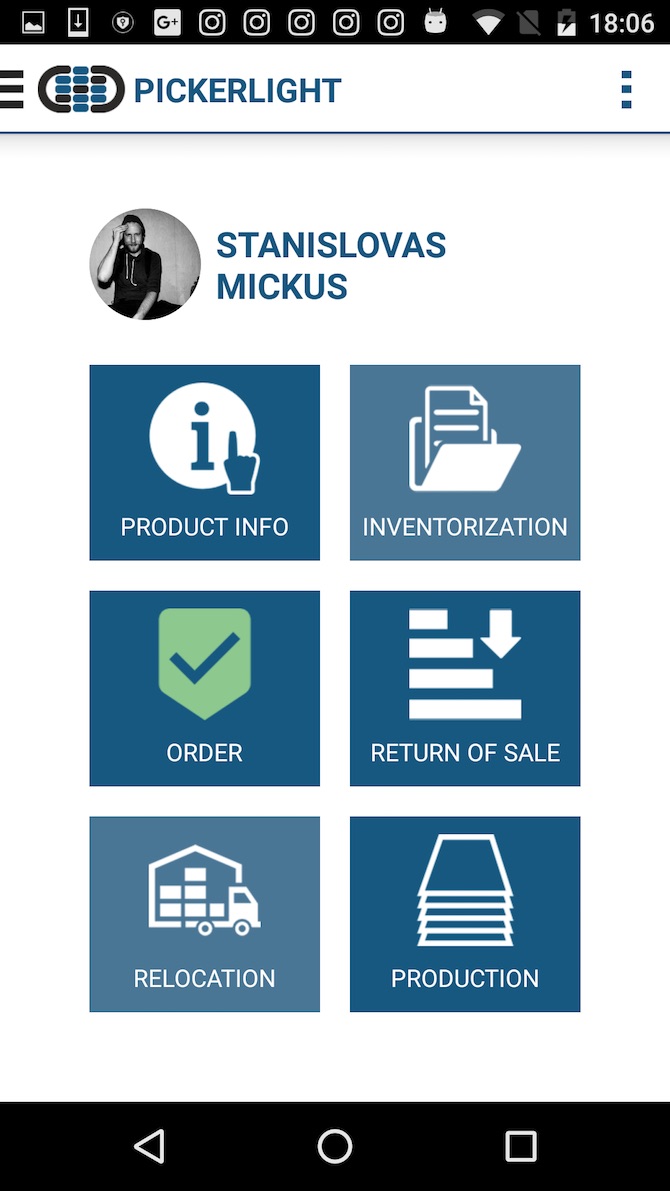 G+
18:06
PICKERLIGHT
STANISLOVAS
MICKUS
PRODUCT INFO
INVENTORIZATION
ORDER
RETURN OF SALE
RELOCATION
PRODUCTION